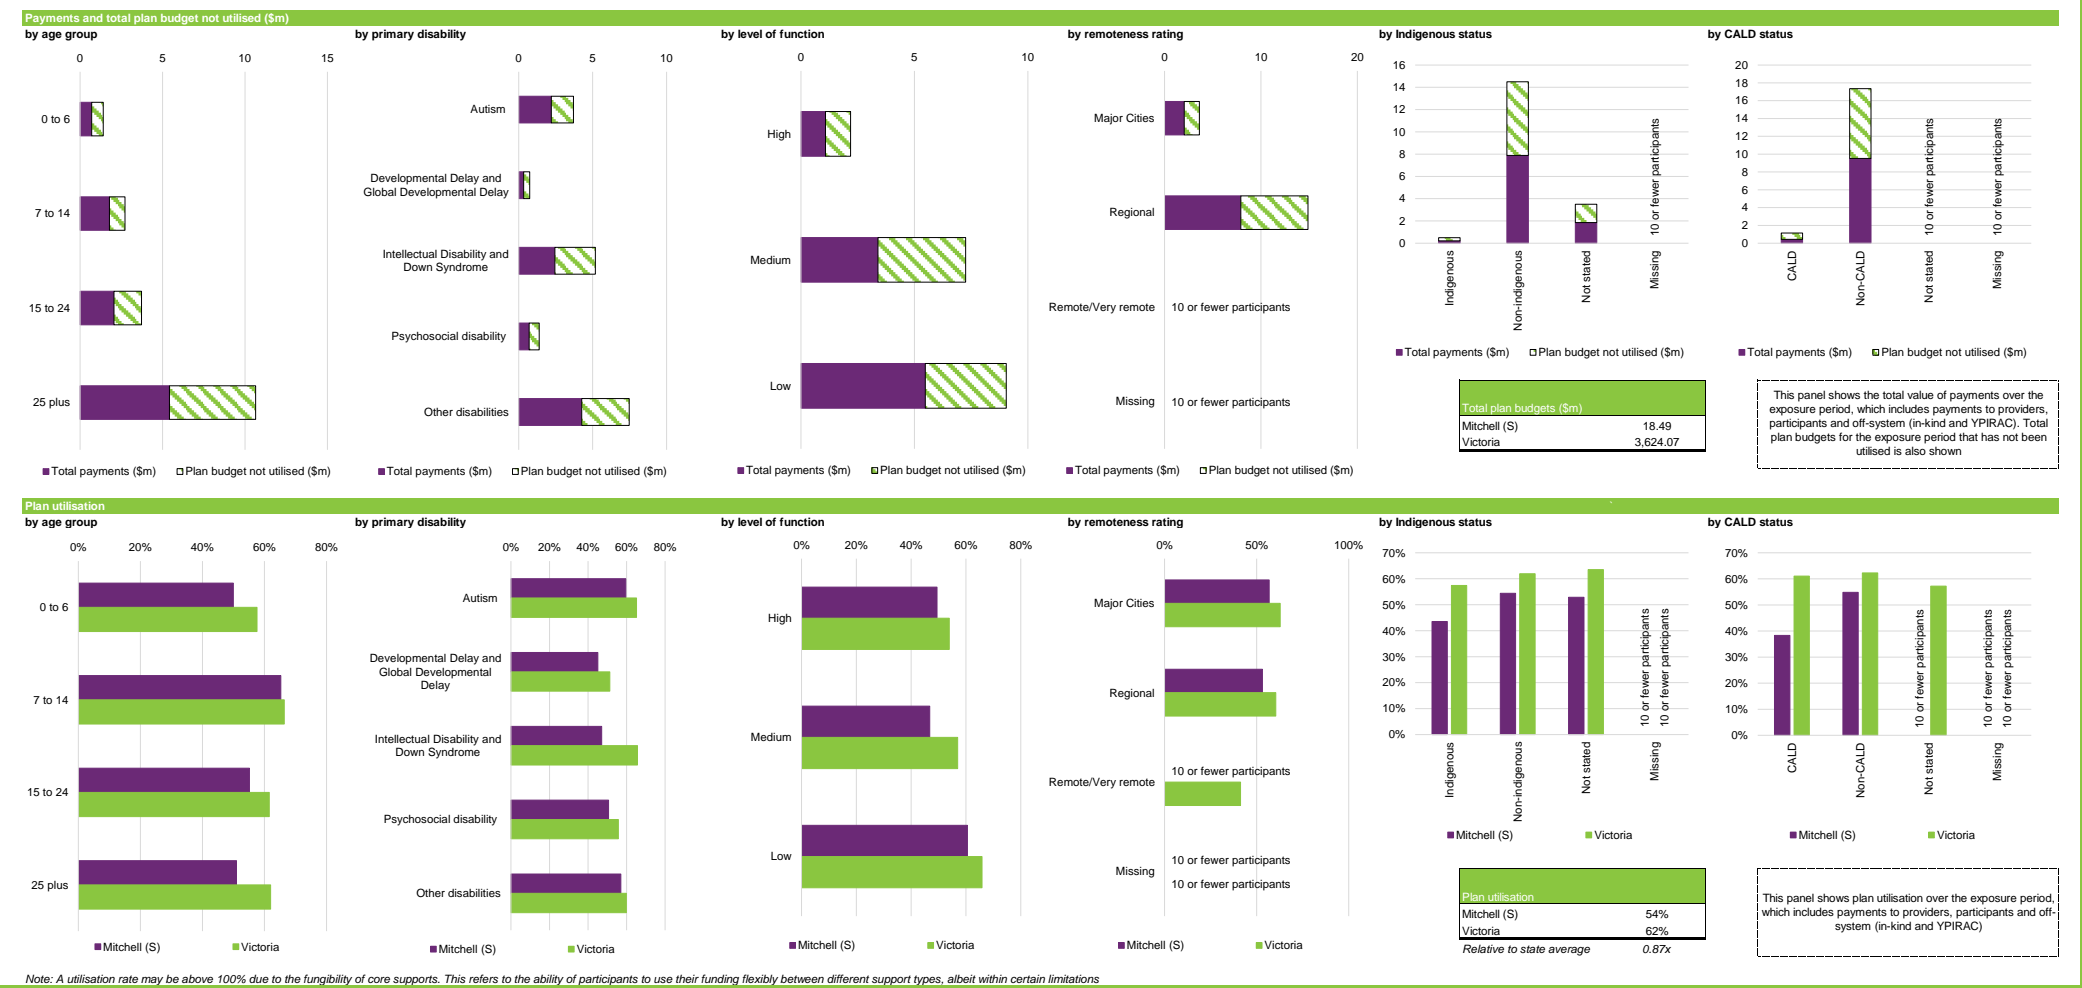 Payments and total plan budget not utilised ($m)
by age group
0 5 10 15
0 to 6
7 to 14
15 to 24
25 plus
Total payments ($m) Plan budget not utilised ($m)
by primary disability
0 5 10
Autism
Developmental Delay and
Global Developmental Delay
Intellectual Disability and
Down Syndrome
Psychosocial disability
Other disabilities
Total payments ($m) Plan budget not utilised ($m)
by level of function
0 5 10
High
Medium
Low
Total payments ($m) Plan budget not utilised ($m)
by remoteness rating
0 10 20
Major Cities
Regional
Remote/Very remote 10 or fewer participants
Missing 10 or fewer participants
Total payments ($m) Plan budget not utilised ($m)
by Indigenous status
16
14
12
10
8
6
4
2
0
10 or fewer participants
Indigenous
Non-indigenous
Not stated
Missing
Total payments ($m) Plan budget not utilised ($m)
by CALD status
20
18
16
14
12
10
8
6
4
2
0
10 or fewer participants
10 or fewer participants
CALD
Non-CALD
Not stated
Missing
Total payments ($m) Plan budget not utilised ($m)
Total plan budgets ($m)
Mitchell (S) 18.49
Victoria 3,624.07
This panel shows the total value of payments over the
exposure period, which includes payments to providers,
participants and off-system (in-kind and YPIRAC). Total
plan budgets for the exposure period that has not been
utilised is also shown
Plan utilisation
by age group
0% 20% 40% 60% 80%
0 to 6
7 to 14
15 to 24
25 plus
Mitchell (S) Victoria
by primary disability
0% 20% 40% 60% 80%
Autism
Developmental Delay and
Global Developmental
Delay
Intellectual Disability and
Down Syndrome
Psychosocial disability
Other disabilities
Mitchell (S) Victoria
by level of function
0% 20% 40% 60% 80%
High
Medium
Low
Mitchell (S) Victoria
by remoteness rating
0% 50% 100%
Major Cities
Regional
10 or fewer participants
Remote/Very remote
10 or fewer participants
Missing
10 or fewer participants
Mitchell (S) Victoria
by Indigenous status
70%
60%
50%
40%
30%
20%
10%
0%
10 or fewer participants
10 or fewer participants
Indigenous
Non-indigenous
Not stated
Missing
Mitchell (S) Victoria
by CALD status
70%
60%
50%
40%
30%
20%
10%
0%
10 or fewer participants
10 or fewer participants
10 or fewer participants
CALD
Non-CALD
Not stated
Missing
Mitchell (S) Victoria
Plan utilisation
Mitchell (S) 54%
Victoria 62%
Relative to state average 0.87x
This panel shows plan utilisation over the exposure period,
which includes payments to providers, participants and off-
system (in-kind and YPIRAC)
Note: A utilisation rate may be above 100% due to the fungibility of core supports. This refers to the ability of participants to use their funding flexibly between different support types, albeit within certain limitations